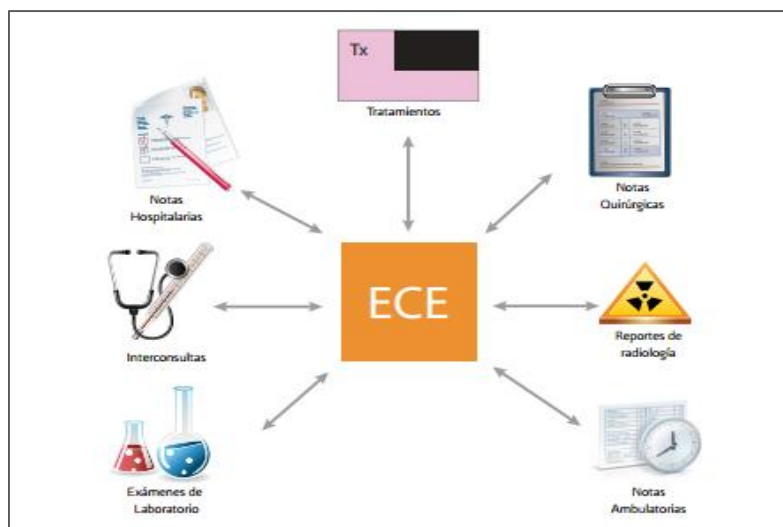 Tx
Tratamientos
Notas
Hospitalarias
Notas
Quirúrgicas
Interconsultas
ECE
Reportes de
radiología
Exámenes de
Laboratorio
Notas
Ambulatorias